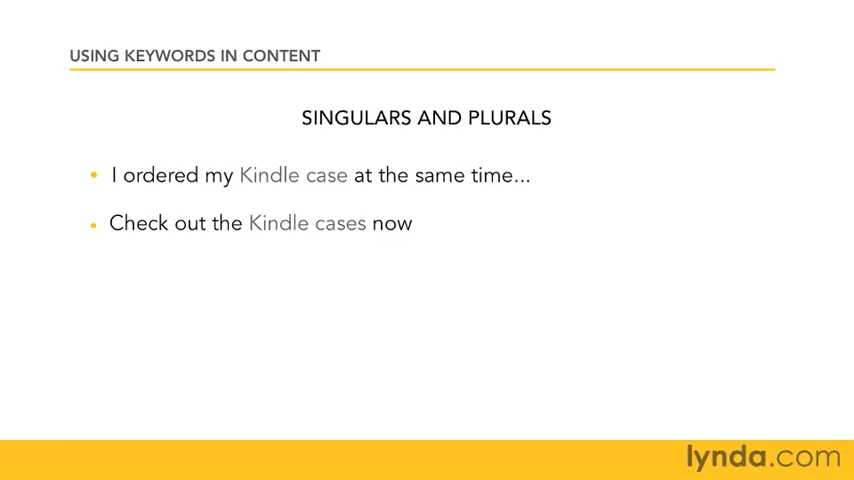 USING KEYWORDS IN CONTENT
SINGULARS AND PLURALS
• I ordered my Kindle case at the same time...
• Check out the Kindle cases now
lynda.com